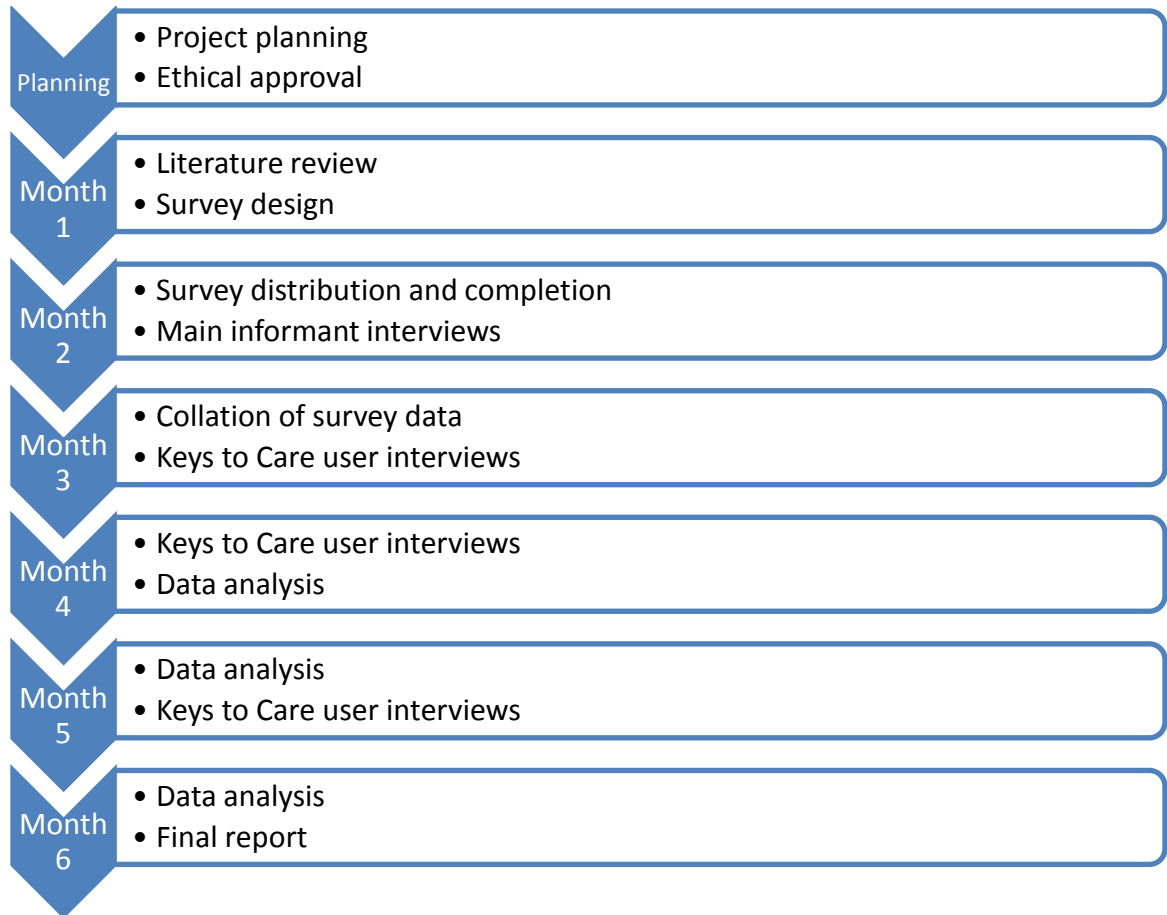 Planning
• Project planning
• Ethical approval
Month
1
• Literature review
• Survey design
Month
2
• Survey distribution and completion
• Main informant interviews
Month
3
• Collation of survey data
• Keys to Care user interviews
Month
4
• Keys to Care user interviews
• Data analysis
Month
5
• Data analysis
• Keys to Care user interviews
Month
6
• Data analysis
• Final report